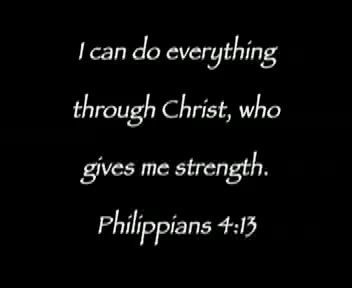 I can do everything
through Christ, who
gives me strength.
Philippians 4:13